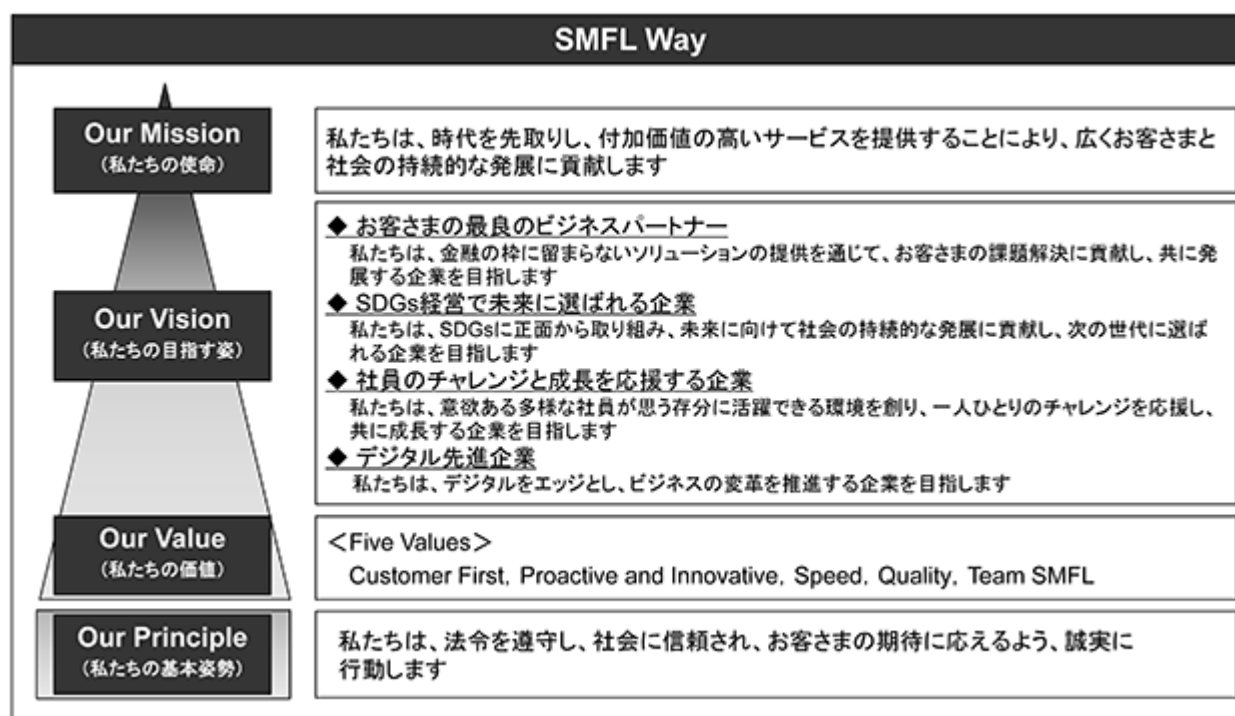 SMFL Way
Our Mission
（私たちの使命）
私たちは、時代を先取りし、付加価値の高いサービスを提供することにより、広くお客さまと
社会の持続的な発展に貢献します
Our Vision
（私たちの目指す姿）
◆ お客さまの最良のビジネスパートナー
私たちは、金融の枠に留まらないソリューションの提供を通じて、お客さまの課題解決に貢献し、共に発
展する企業を目指します
◆ SDGs経営で未来に選ばれる企業
私たちは、SDGsに正面から取り組み、未来に向けて社会の持続的な発展に貢献し、次の世代に選ば
れる企業を目指します
◆ 社員のチャレンジと成長を応援する企業
私たちは、意欲ある多様な社員が思う存分に活躍できる環境を創り、一人ひとりのチャレンジを応援し、
共に成長する企業を目指します
◆ デジタル先進企業
私たちは、デジタルをエッジとし、ビジネスの変革を推進する企業を目指します
Our Value
（私たちの価値）
＜Five Values＞
Customer First, Proactive and Innovative, Speed, Quality, Team SMFL
Our Principle
（私たちの基本姿勢）
私たちは、法令を遵守し、社会に信頼され、お客さまの期待に応えるよう、誠実に
行動します